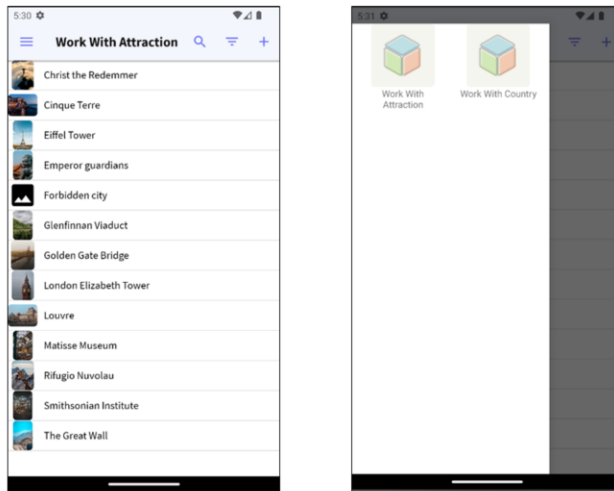 5:30
Work With Attraction
Christ the Redemmer
Cinque Terre
Eiffel Tower
Emperor guardians
Forbidden city
Glenfinnan Viaduct
Golden Gate Bridge
London Elizabeth Tower
Louvre
Matisse Museum
Rifugio Nuvolau
Smithsonian Institute
The Great Wall
5:31
Work With
Attraction
Work With Country